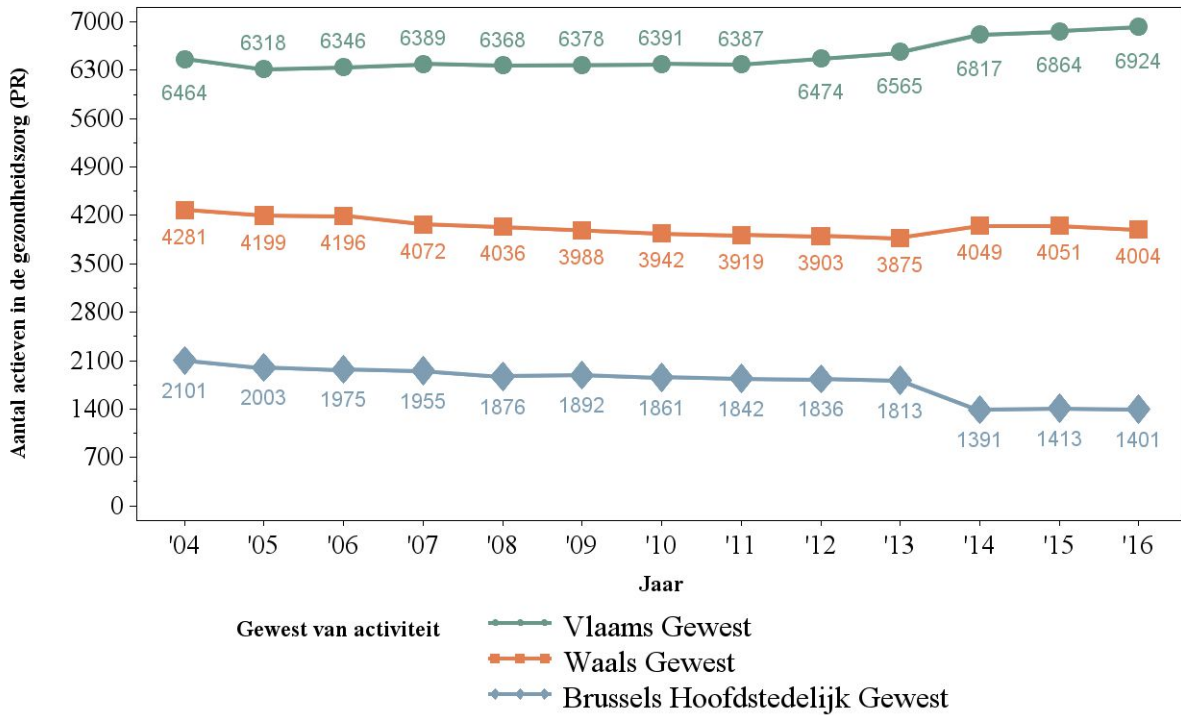 Aantal actieven in de gezondheidszorg (PR)
7000
6300
5600
4900
4200
3500
2800
2100
1400
700
0
6464 6318 6346 6389 6368 6378 6391 6387 6474 6565 6817 6864 6924
4281 4199 4196 4072 4036 3988 3942 3919 3903 3875 4049 4051 4004
2101 2003 1975 1955 1876 1892 1861 1842 1836 1813 1391 1413 1401
'04 '05 '06 '07 '08 '09 '10 '11 '12 '13 '14 '15 '16
Jaar
Gewest van activiteit
Vlaams Gewest
Waals Gewest
Brussels Hoofdstedelijk Gewest